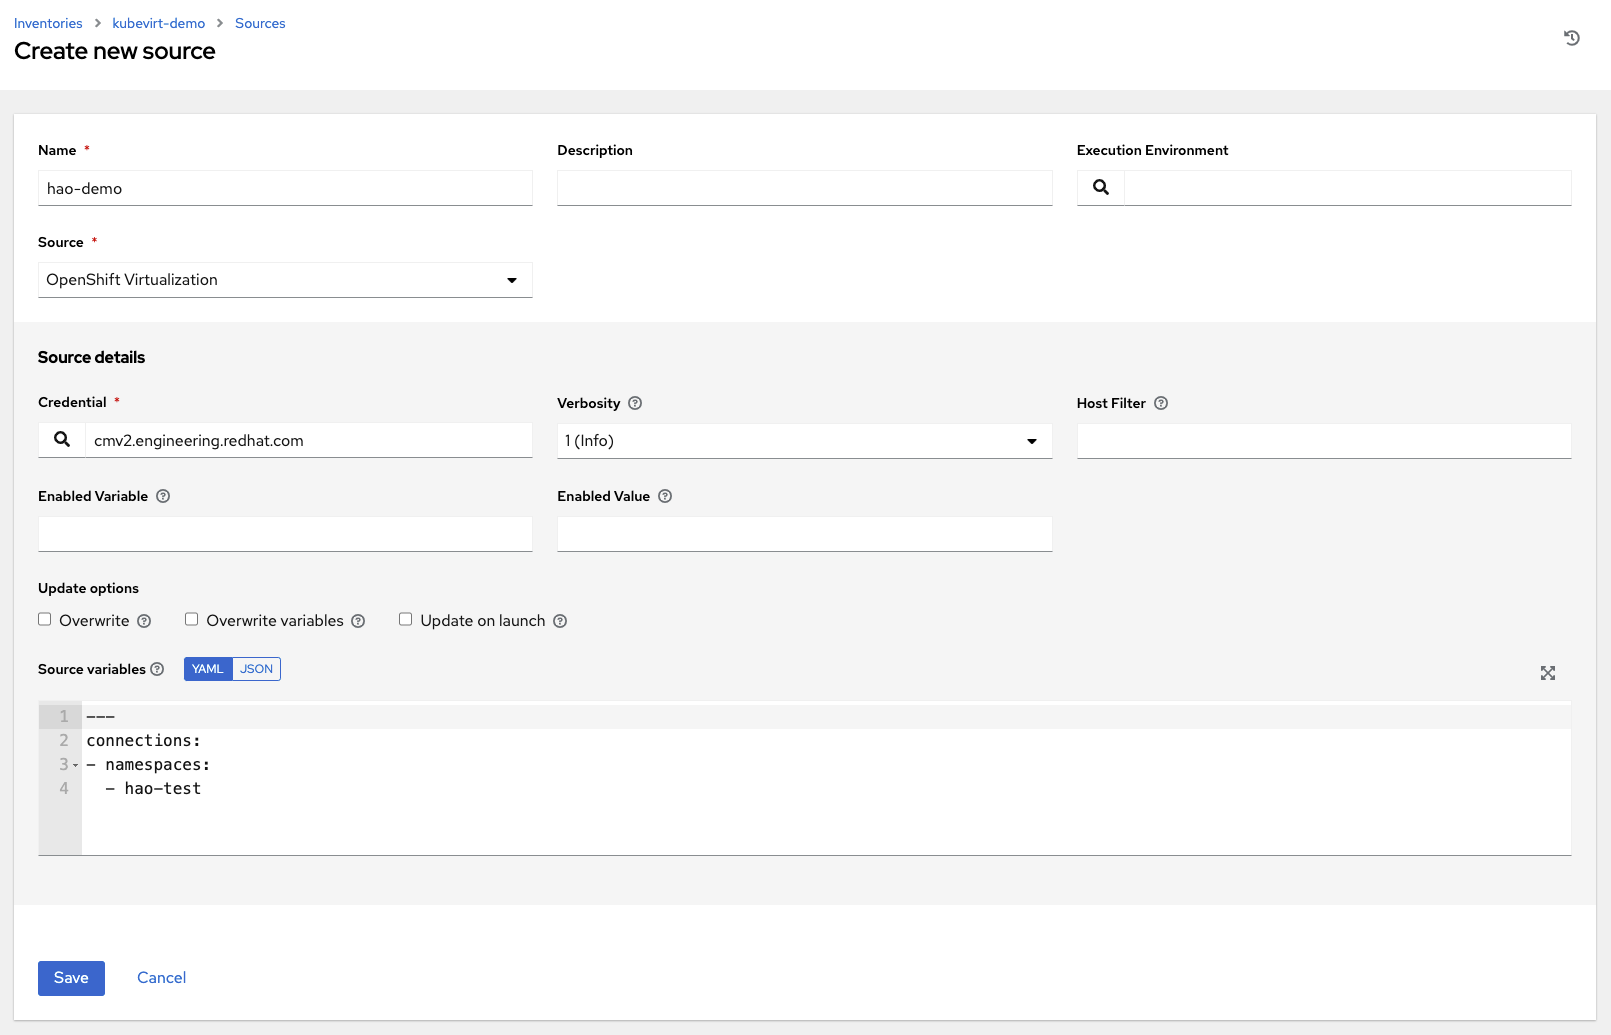 Inventories > kubevirt-demo > Sources
Create new source
Name *
Description
Execution Environment
hao-demo
Source *
OpenShift Virtualization
Source details
Credential *
Verbosity
Host Filter
cmv2.engineering.redhat.com
1 (Info)
Enabled Variable
Enabled Value
Update options
Overwrite
Overwrite variables
Update on launch
Source variables
YAML
JSON
1 ---
2 connections:
3 - namespaces:
4   - hao-test
Save
Cancel